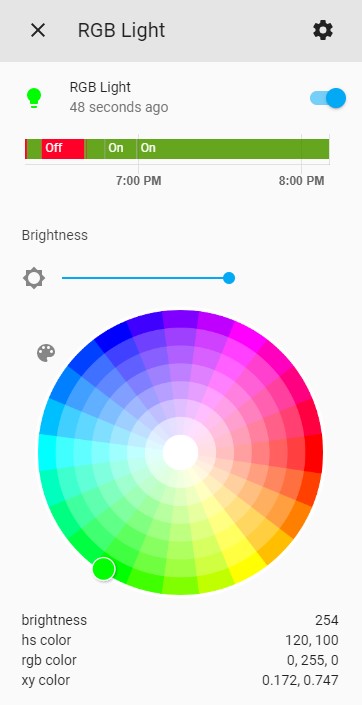 RGB Light
RGB Light
48 seconds ago
Off On On
7:00 PM 8:00 PM
Brightness
brightness 254
hs color 120, 100
rgb color 0, 255, 0
xy color 0.172, 0.747